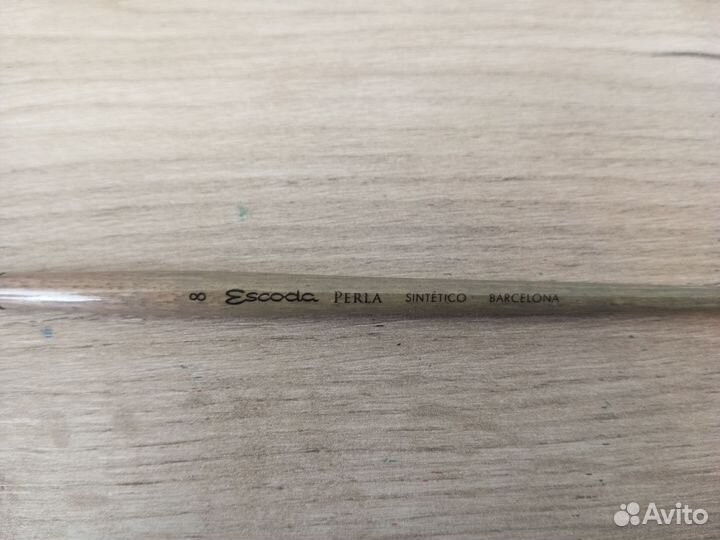 8 Escoda PERLA SINTÉTICO BARCELONA
Avito